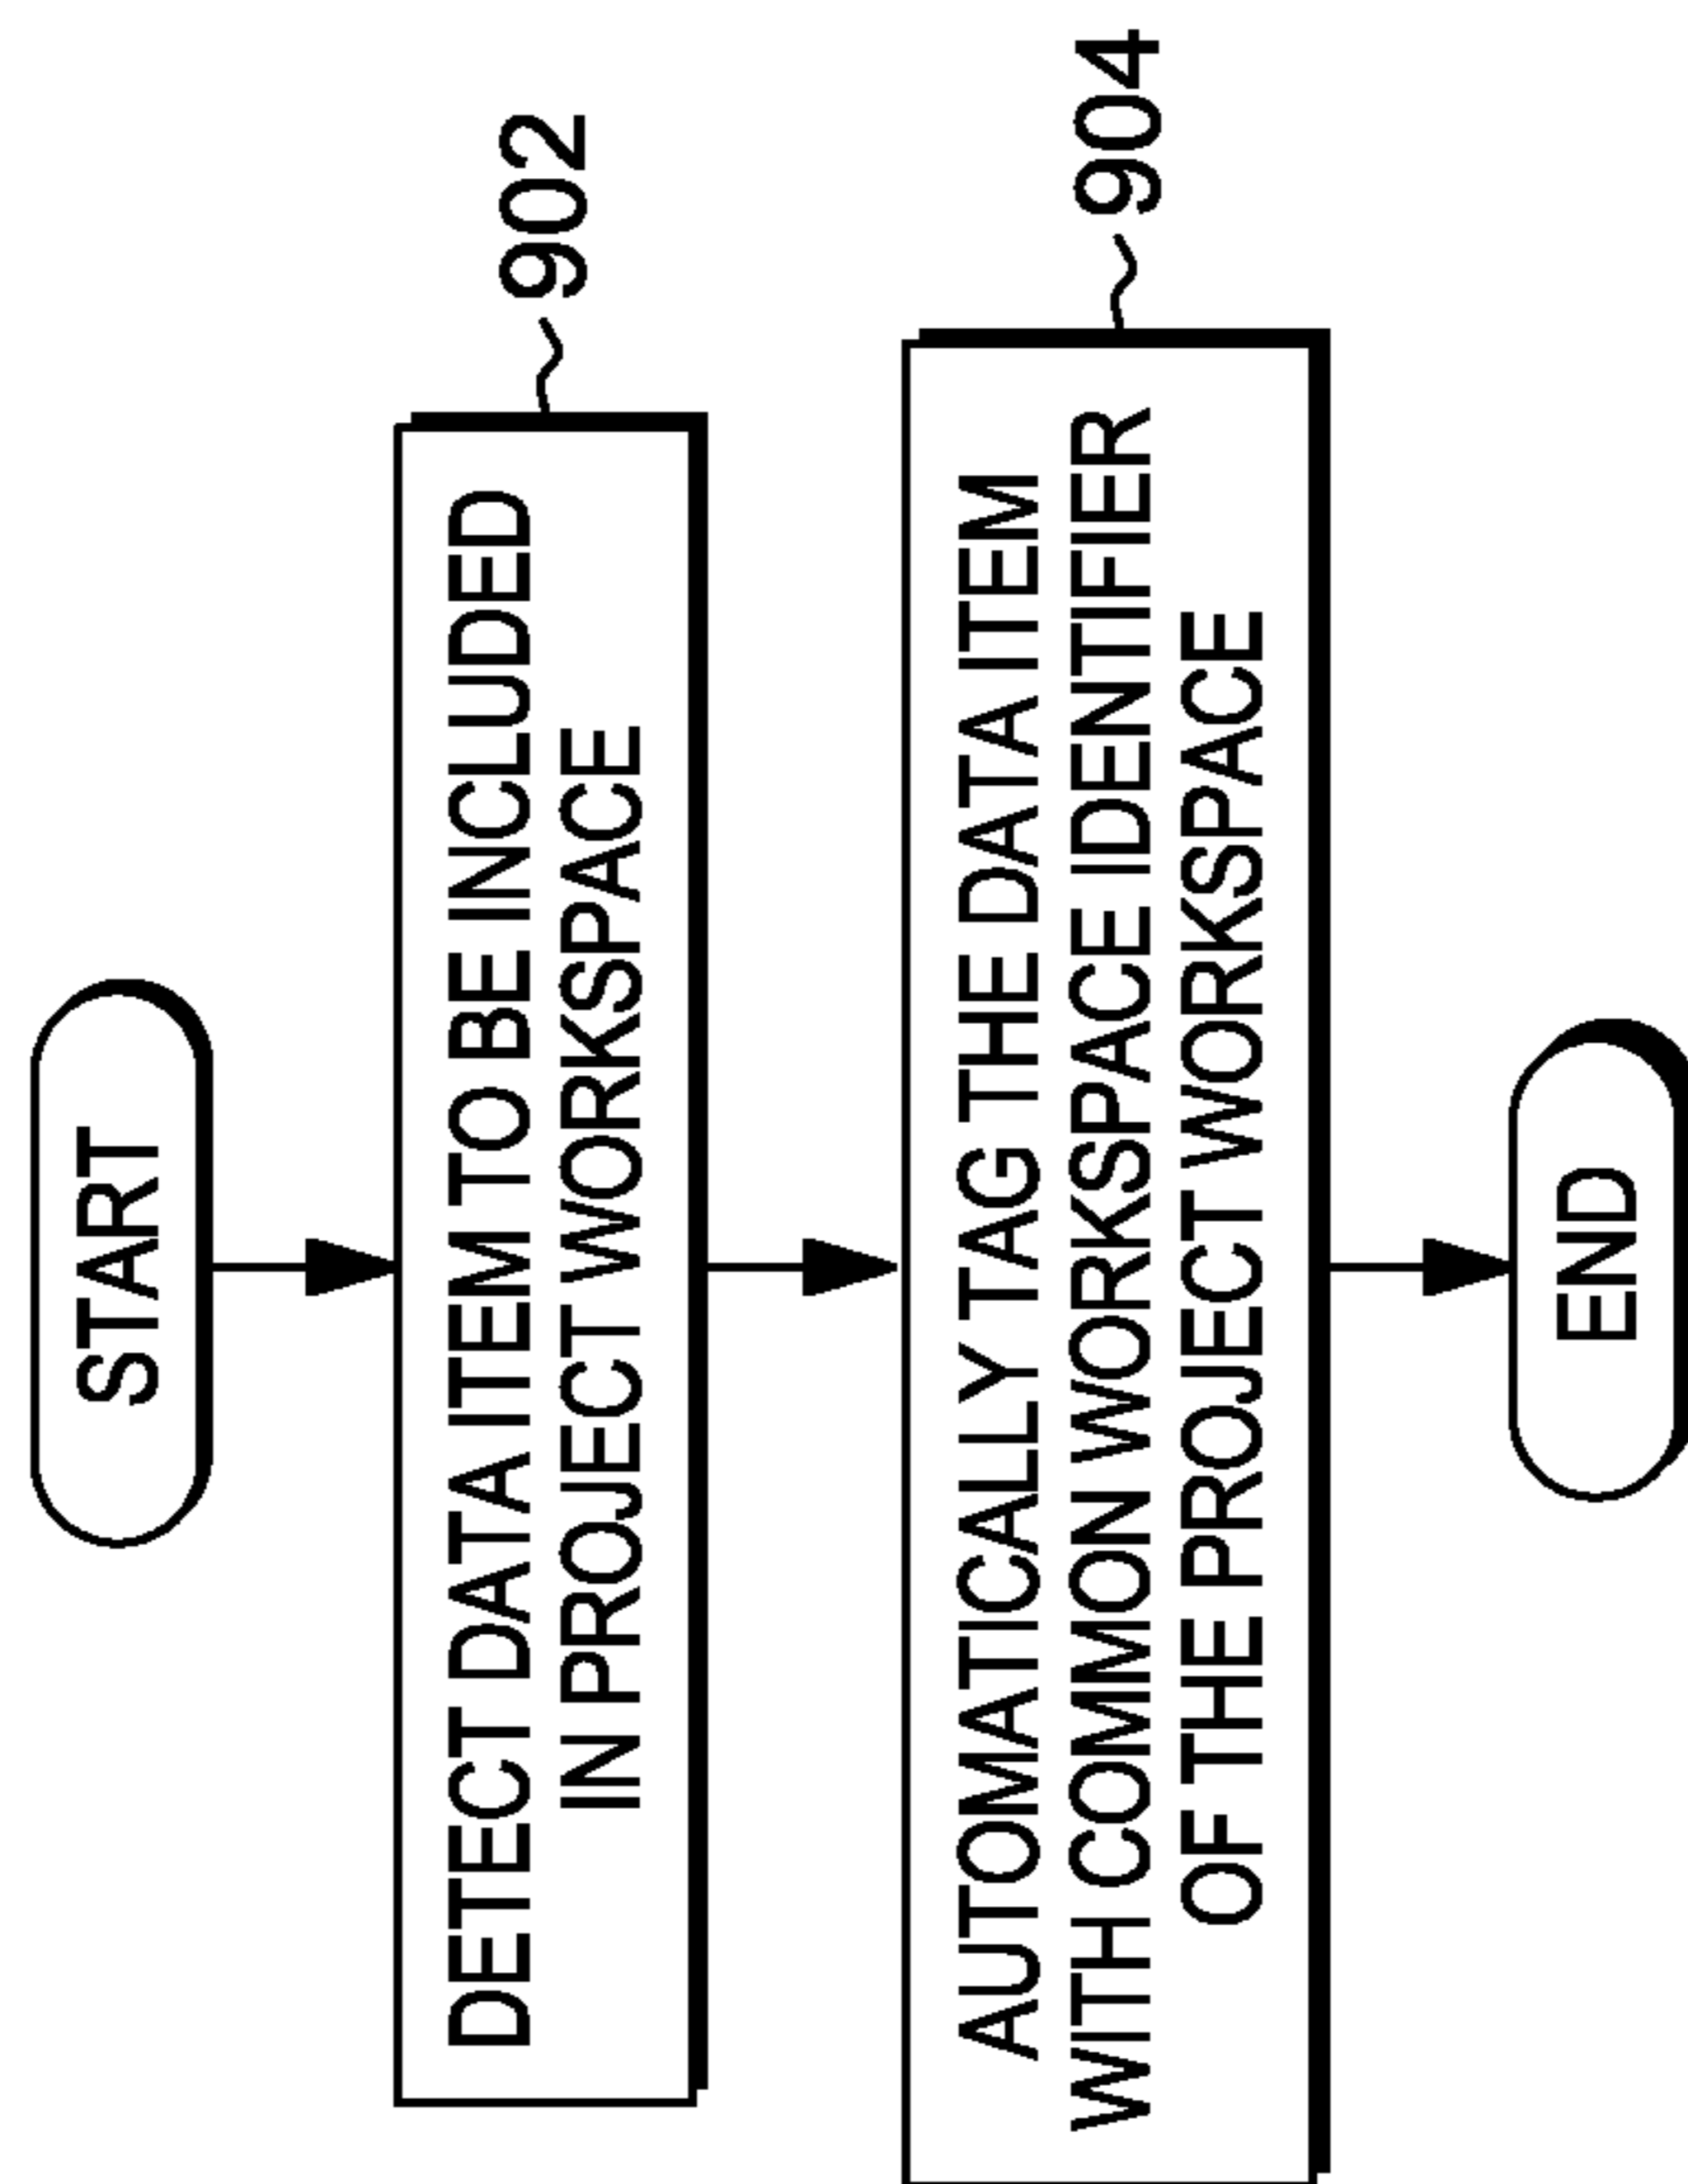 START
DETECT DATA ITEM TO BE INCLUDED
IN PROJECT WORKSPACE
902
AUTOMATICALLY TAG THE DATA ITEM
WITH COMMON WORKSPACE IDENTIFIER
OF THE PROJECT WORKSPACE
904
END